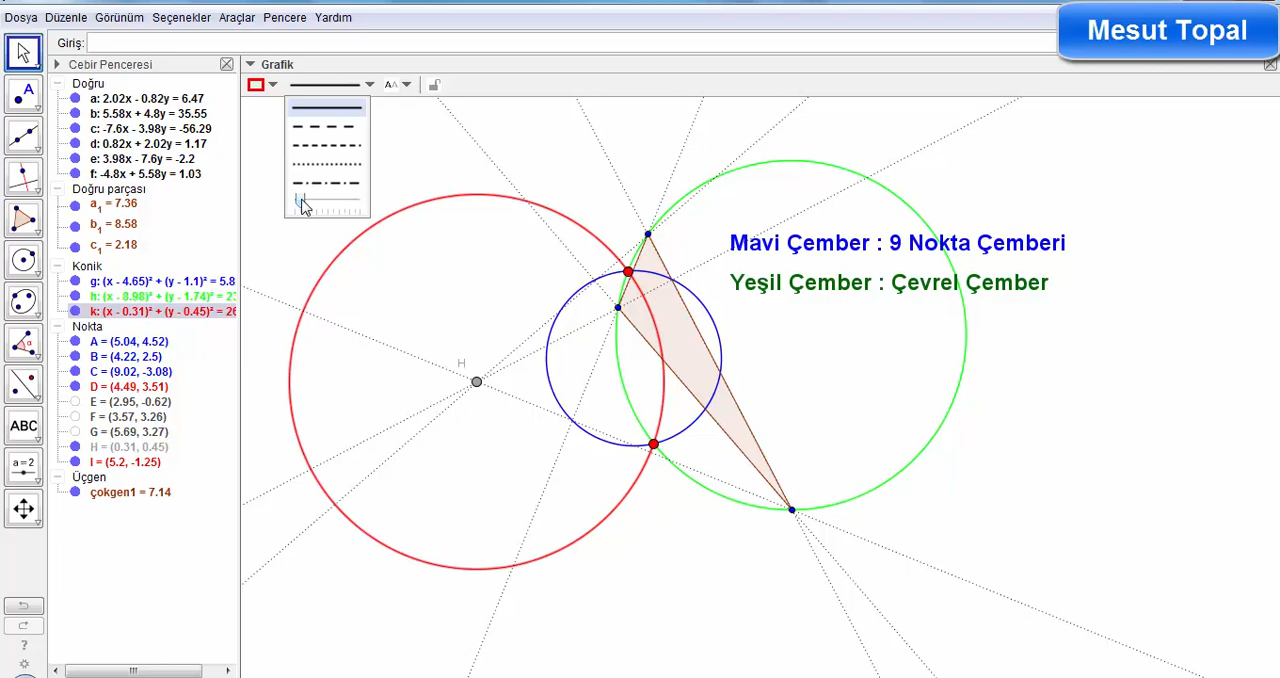 Dosya Düzenle Görünüm Seçenekler Araçlar Pencere Yardım
Mesut Topal
Giriş:
Cebir Penceresi
Grafik
Doğru
a: 2.02x - 0.82y = 6.47
b: 5.58x + 4.8y = 35.55
c: -7.6x - 3.98y = -56.29
d: 0.82x + 2.02y = 1.17
e: 3.98x - 7.6y = -2.2
f: -4.8x + 5.58y = 1.03
Doğru parçası
a₁ = 7.36
b₁ = 8.58
c₁ = 2.18
Konik
g: (x - 4.65)² + (y - 1.1)² = 5.8
h: (x - 8.98)² + (y - 1.74)² = 23
k: (x - 0.31)² + (y - 0.45)² = 26
Nokta
A = (5.04, 4.52)
B = (4.22, 2.5)
C = (9.02, -3.08)
D = (4.49, 3.51)
E = (2.95, -0.62)
F = (3.57, 3.26)
G = (5.69, 3.27)
H = (0.31, 0.45)
I = (5.2, -1.25)
Üçgen
çokgen1 = 7.14
A
ABC
a=2
AA
H
Mavi Çember : 9 Nokta Çemberi
Yeşil Çember : Çevrel Çember